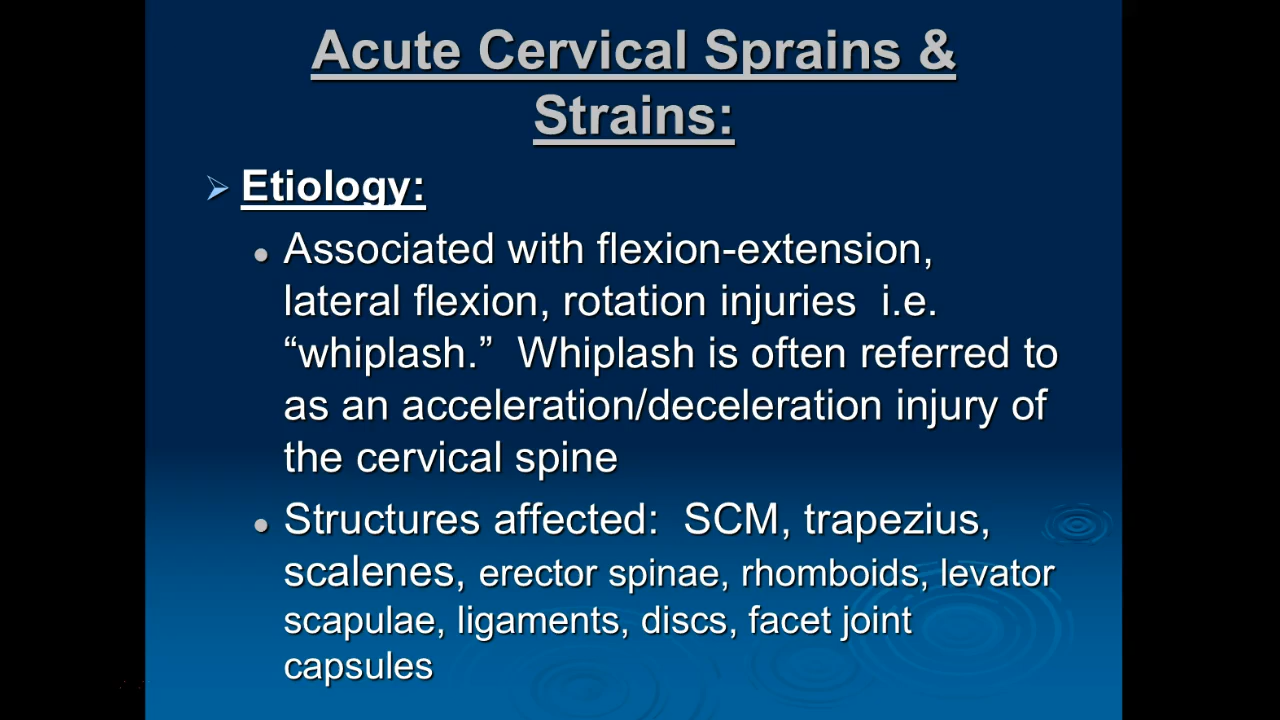 Acute Cervical Sprains &
Strains:
Etiology:
Associated with flexion-extension,
lateral flexion, rotation injuries  i.e.
“whiplash.”  Whiplash is often referred to
as an acceleration/deceleration injury of
the cervical spine
Structures affected:  SCM, trapezius,
scalenes, erector spinae, rhomboids, levator
scapulae, ligaments, discs, facet joint
capsules